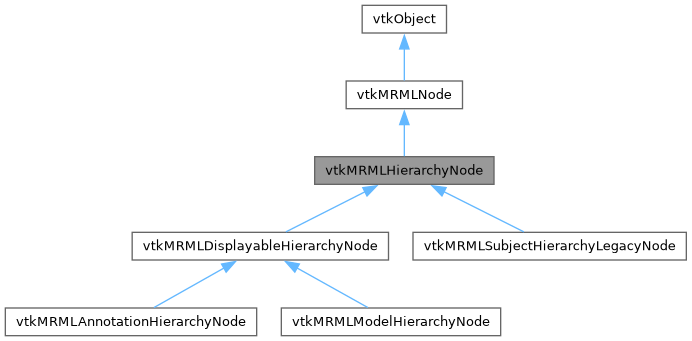 vtkObject
vtkMRMLNode
vtkMRMLHierarchyNode
vtkMRMLDisplayableHierarchyNode
vtkMRMLSubjectHierarchyLegacyNode
vtkMRMLAnnotationHierarchyNode
vtkMRMLModelHierarchyNode